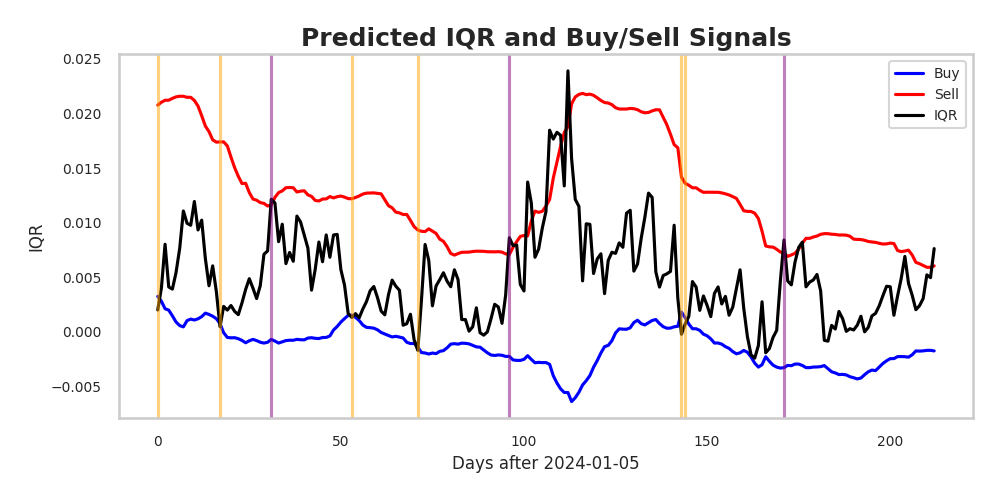 Predicted IQR and Buy/Sell Signals
0.025
0.020
0.015
0.010
0.005
0.000
−0.005
IQR
Buy
Sell
IQR
0 50 100 150 200
Days after 2024-01-05